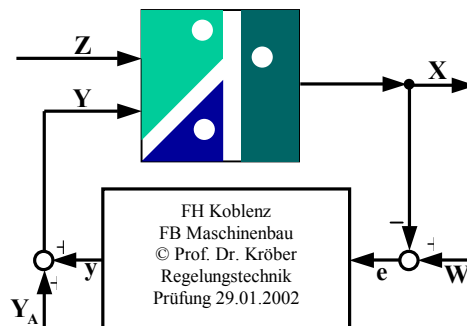 Z
X
Y
FH Koblenz
FB Maschinenbau
© Prof. Dr. Kröber
Regelungstechnik
Prüfung 29.01.2002
y
e
W
Y_A